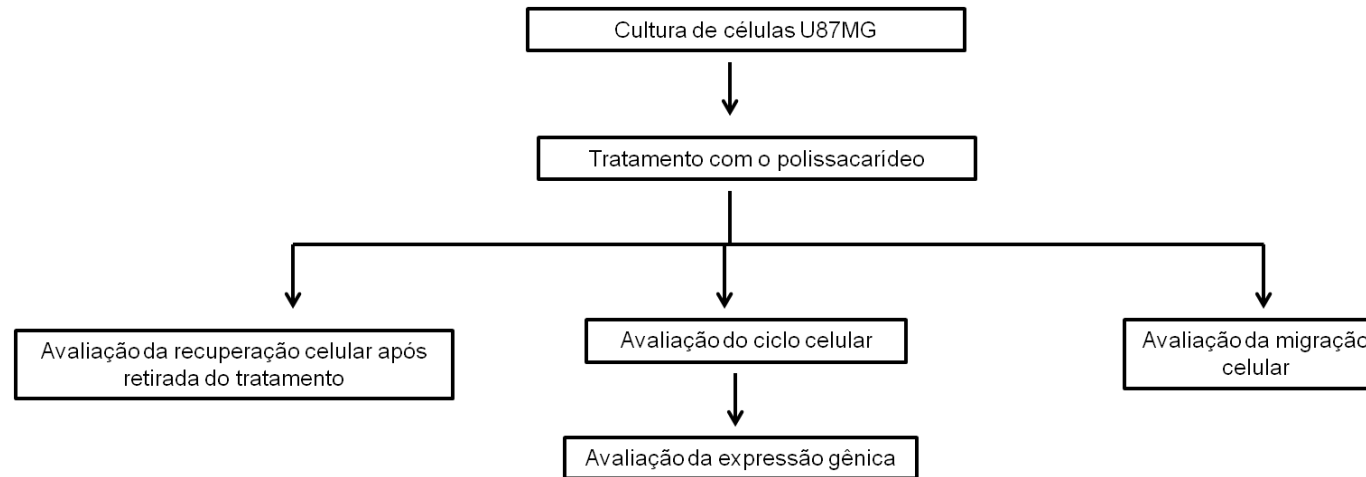 Cultura de células U87MG
Tratamento com o polissacarídeo
Avaliação da recuperação celular após
retirada do tratamento
Avaliação do ciclo celular
Avaliação da migração
celular
Avaliação da expressão gênica